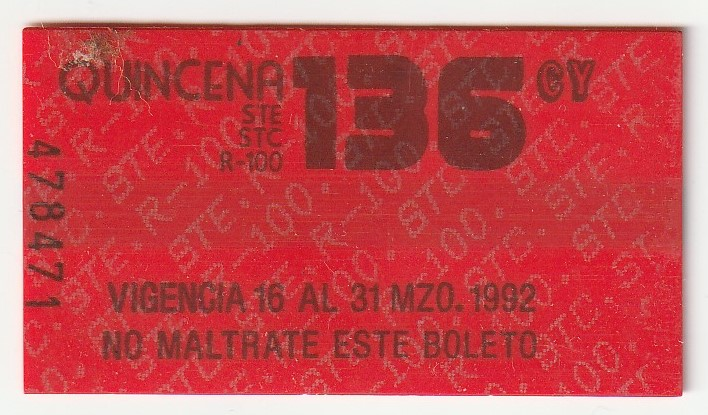 QUINCENA 136 CY
STE
STC
R-100
478471
VIGENCIA 16 AL 31 MZO. 1992
NO MALTRATE ESTE BOLETO